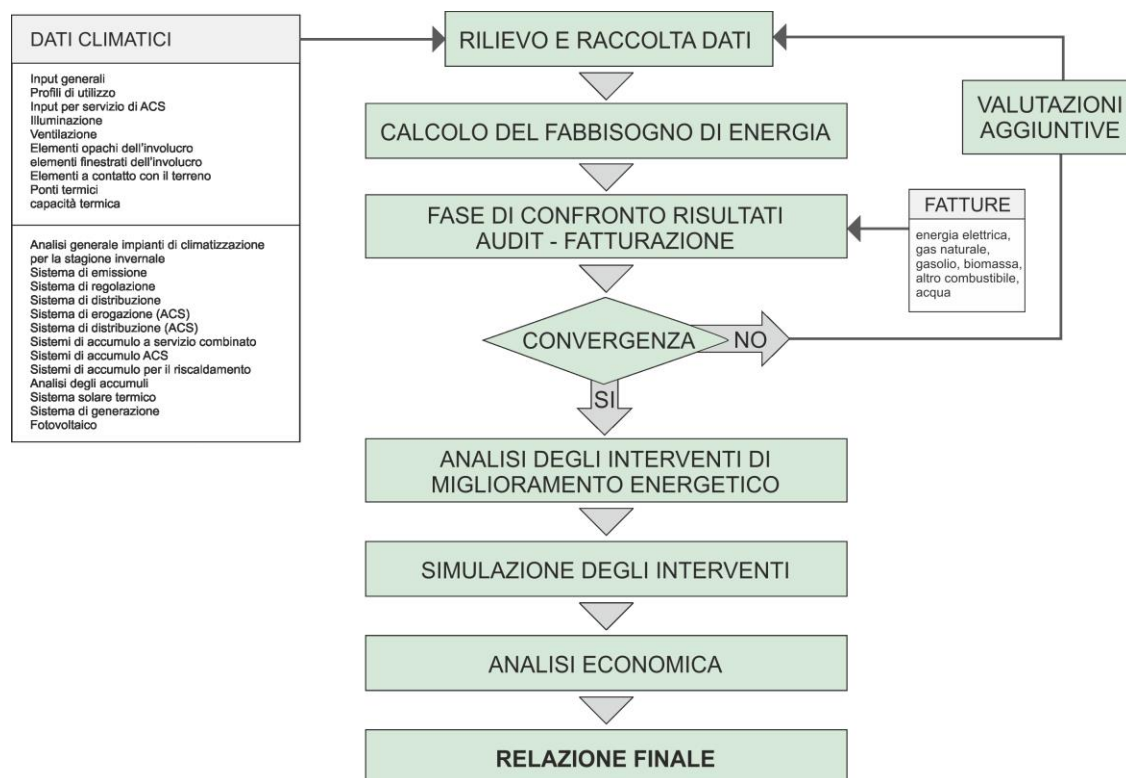 DATI CLIMATICI
Input generali
Profili di utilizzo
Input per servizio di ACS
Illuminazione
Ventilazione
Elementi opachi dell'involucro
elementi finestrati dell'involucro
Elementi a contatto con il terreno
Ponti termici
capacità termica
Analisi generale impianti di climatizzazione
per la stagione invernale
Sistema di emissione
Sistema di regolazione
Sistema di distribuzione
Sistema di erogazione (ACS)
Sistema di distribuzione (ACS)
Sistemi di accumulo a servizio combinato
Sistemi di accumulo ACS
Sistemi di accumulo per il riscaldamento
Analisi degli accumuli
Sistema solare termico
Sistema di generazione
Fotovoltaico
RILIEVO E RACCOLTA DATI
CALCOLO DEL FABBISOGNO DI ENERGIA
FASE DI CONFRONTO RISULTATI
AUDIT - FATTURAZIONE
CONVERGENZA
NO
SI
VALUTAZIONI
AGGIUNTIVE
FATTURE
energia elettrica,
gas naturale,
gasolio, biomassa,
altro combustibile,
acqua
ANALISI DEGLI INTERVENTI DI
MIGLIORAMENTO ENERGETICO
SIMULAZIONE DEGLI INTERVENTI
ANALISI ECONOMICA
RELAZIONE FINALE